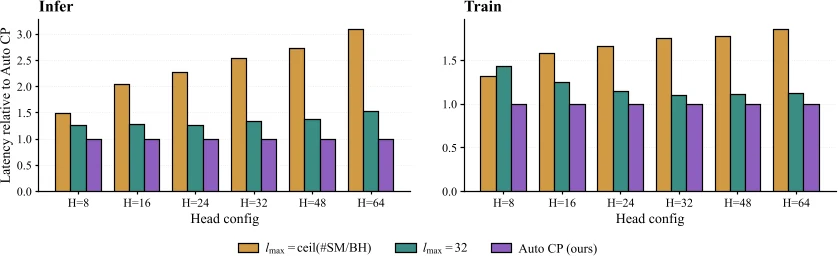 Infer
Latency relative to Auto CP
3.0
2.5
2.0
1.5
1.0
0.5
0.0
H=8 H=16 H=24 H=32 H=48 H=64
Head config
Train
1.5
1.0
0.5
0.0
H=8 H=16 H=24 H=32 H=48 H=64
Head config
lmax = ceil(#SM/BH) lmax = 32 Auto CP (ours)